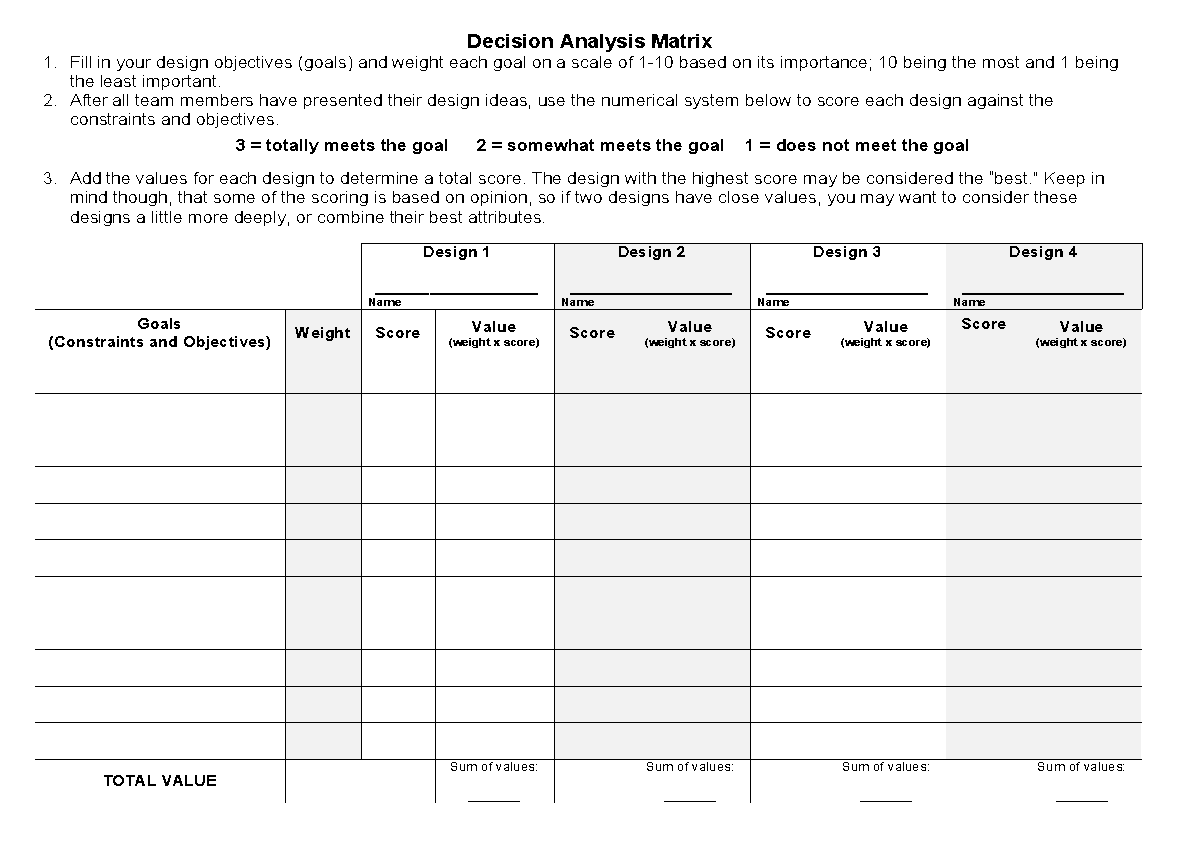 Decision Analysis Matrix
1. Fill in your design objectives (goals) and weight each goal on a scale of 1-10 based on its importance; 10 being the most and 1 being
the least important.
2. After all team members have presented their design ideas, use the numerical system below to score each design against the
constraints and objectives.
3 = totally meets the goal 2 = somewhat meets the goal 1 = does not meet the goal
3. Add the values for each design to determine a total score. The design with the highest score may be considered the "best." Keep in
mind though, that some of the scoring is based on opinion, so if two designs have close values, you may want to consider these
designs a little more deeply, or combine their best attributes.
Design 1 Design 2 Design 3 Design 4
Name Name Name Name
Goals
(Constraints and Objectives) Weight Score Value Score Value Score Value Score Value
(weight x score) (weight x score) (weight x score) (weight x score)
TOTAL VALUE Sum of values: Sum of values: Sum of values: Sum of values: